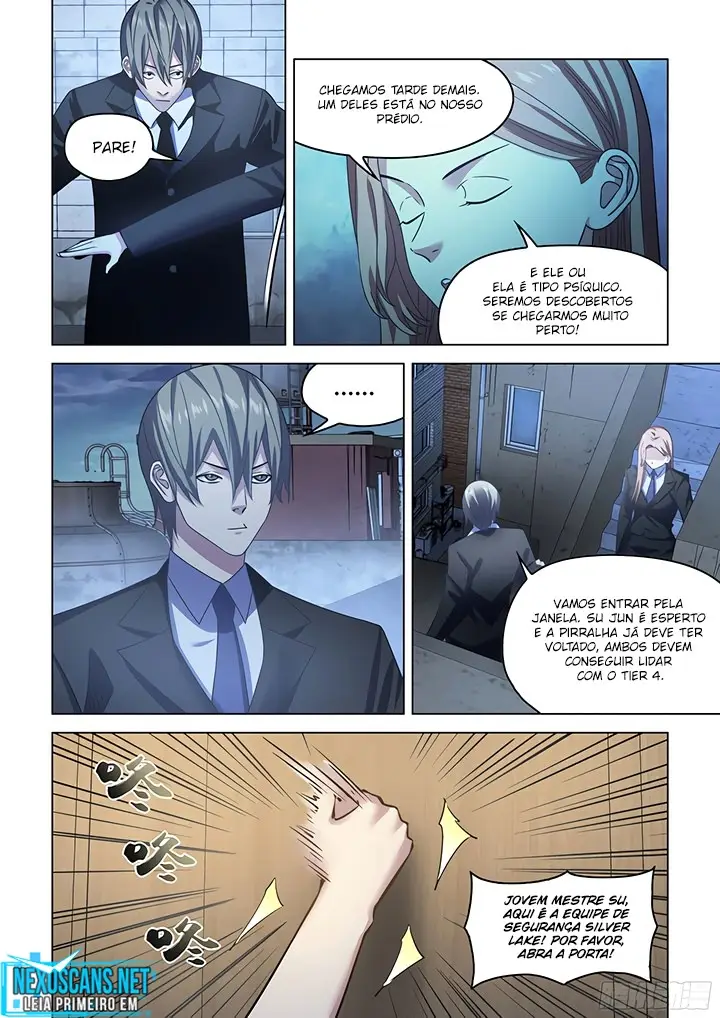 PARE!
CHEGAMOS TARDE DEMAIS.
UM DELES ESTÁ NO NOSSO
PRÉDIO.
E ELE OU
ELA É TIPO PSÍQUICO.
SEREMOS DESCOBERTOS
SE CHEGARMOS MUITO
PERTO!
......
VAMOS ENTRAR PELA
JANELA. SU JUN É ESPERTO
E A PIRRALHA JÁ DEVE TER
VOLTADO, AMBOS DEVEM
CONSEGUIR LIDAR
COM O TIER 4.
咚
咚
咚
JOVEM MESTRE SU,
AQUI É A EQUIPE DE
SEGURANÇA SILVER
LAKE! POR FAVOR,
ABRA A PORTA!
NEXOSCANS.NET
LEIA PRIMEIRO EM